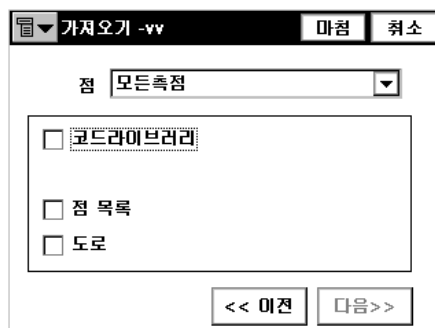 가져오기 -vv 마침 취소
점 모든측점
코드라이브러리
점 목록
도로
<< 이전 다음>>